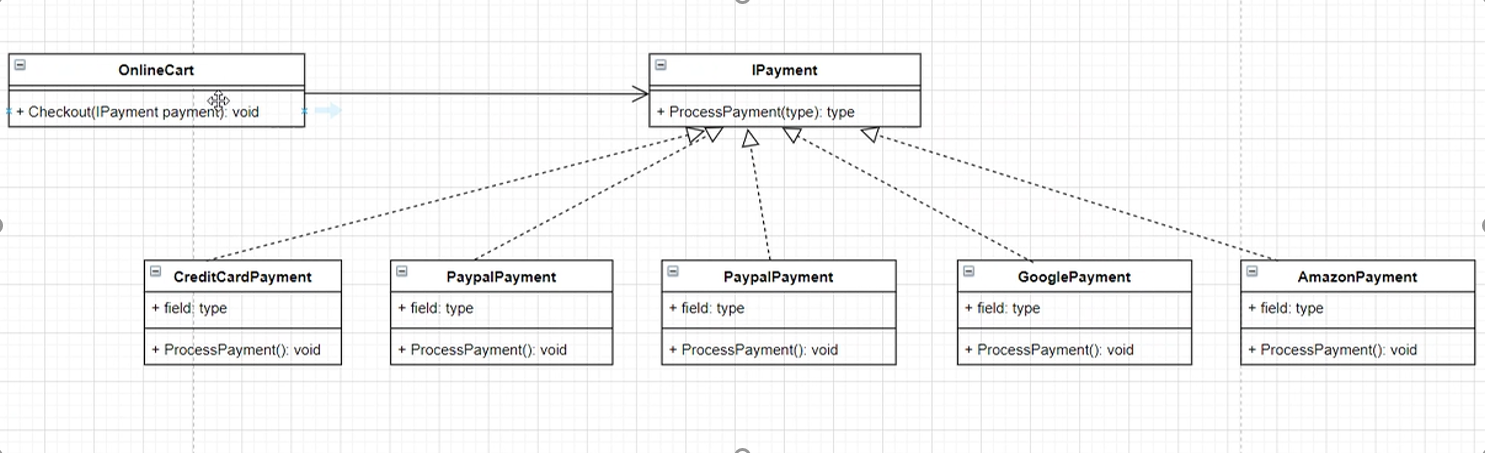 OnlineCart
+ Checkout(IPayment payment): void
IPayment
+ ProcessPayment(type): type
CreditCardPayment
+ field: type
+ ProcessPayment(): void
PaypalPayment
+ field: type
+ ProcessPayment(): void
PaypalPayment
+ field: type
+ ProcessPayment(): void
GooglePayment
+ field: type
+ ProcessPayment(): void
AmazonPayment
+ field: type
+ ProcessPayment(): void